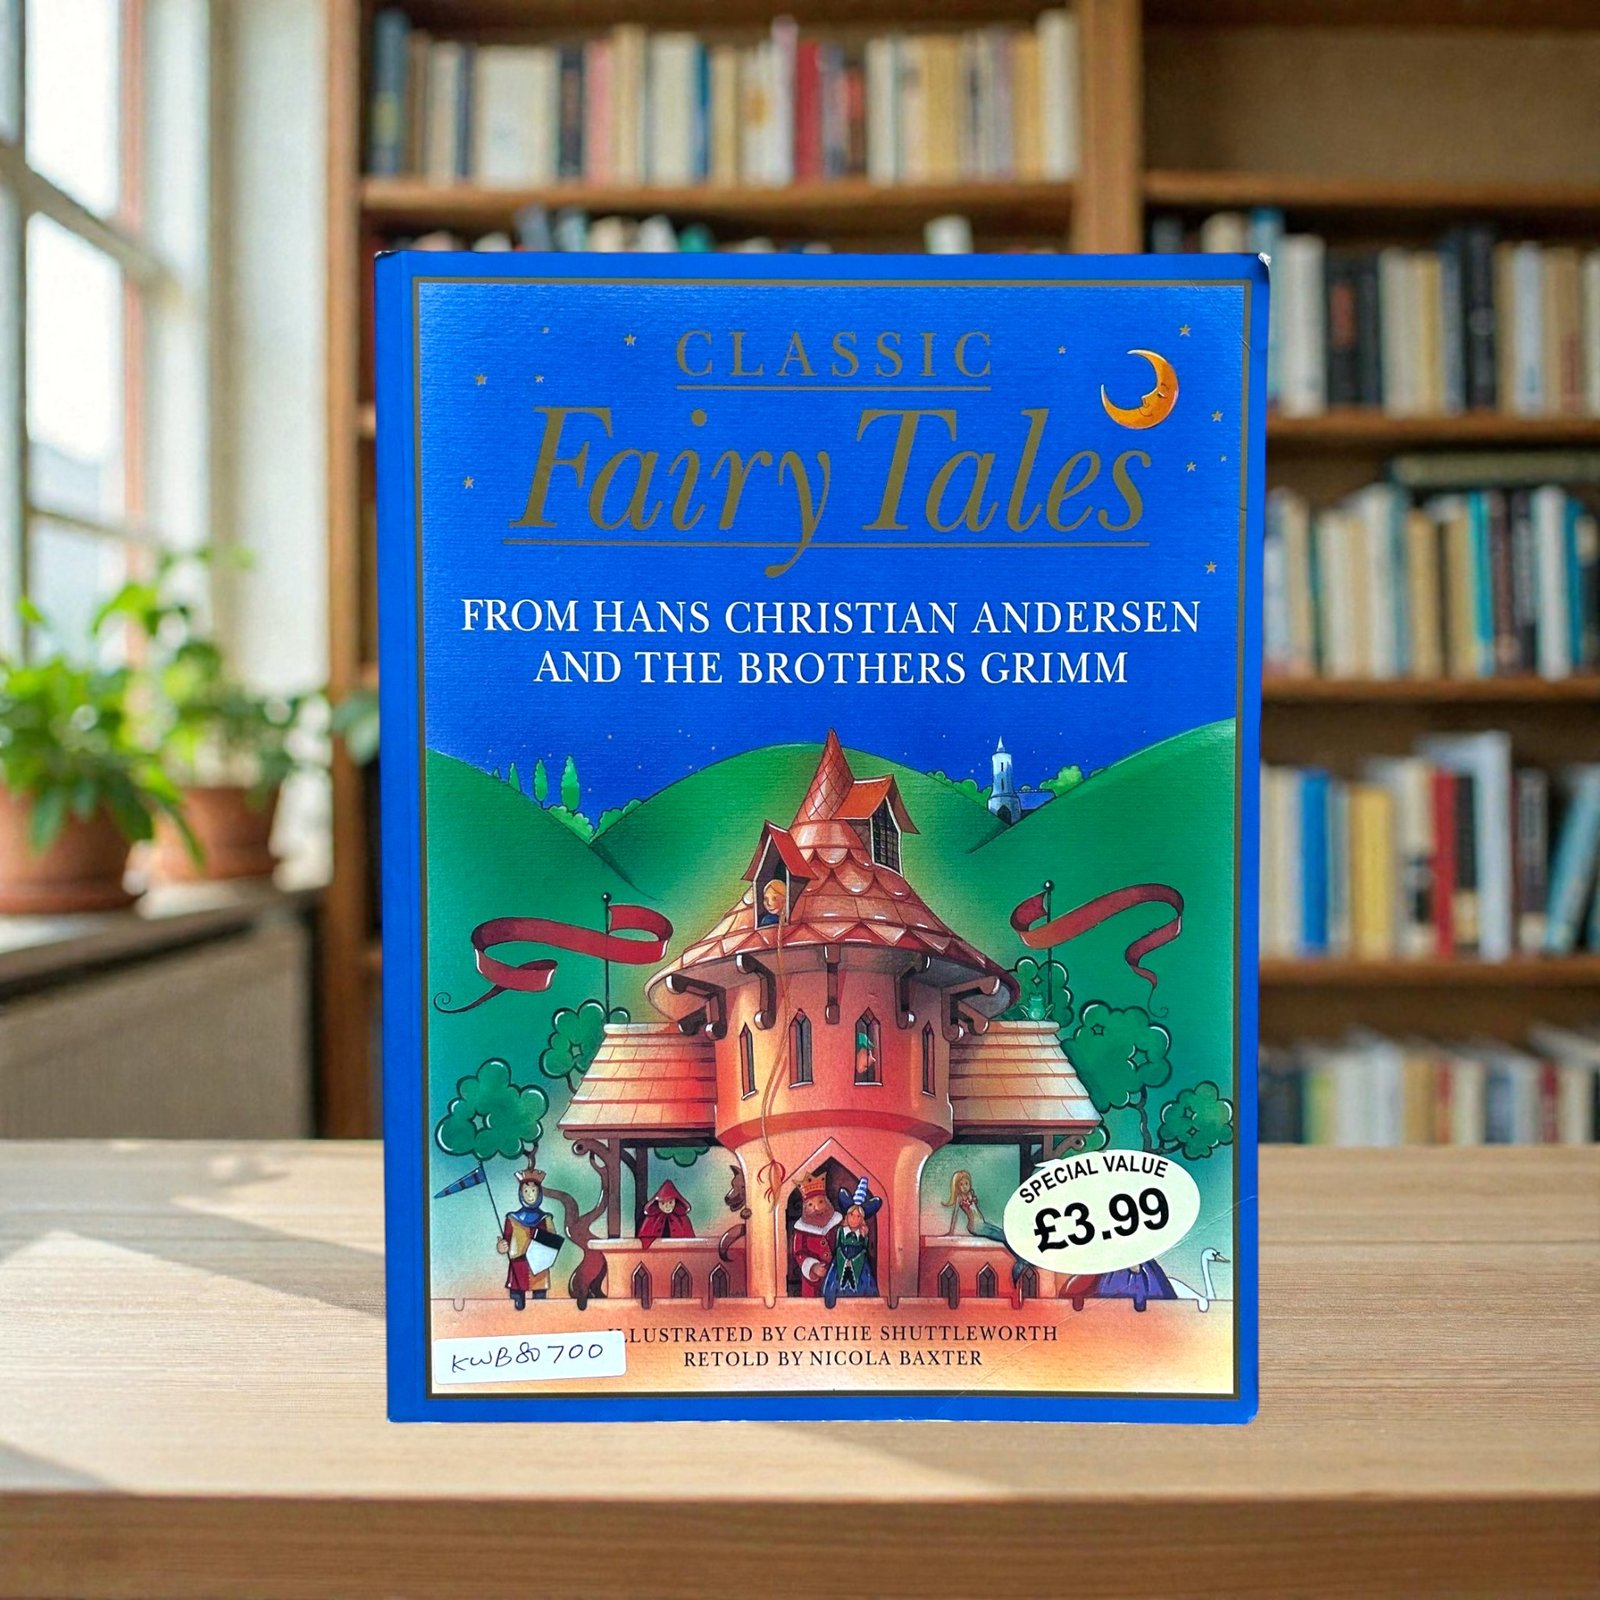 CLASSIC
Fairy Tales
FROM HANS CHRISTIAN ANDERSEN
AND THE BROTHERS GRIMM
SPECIAL VALUE
£3.99
ILLUSTRATED BY CATHIE SHUTTLEWORTH
RETOLD BY NICOLA BAXTER
KWB80700